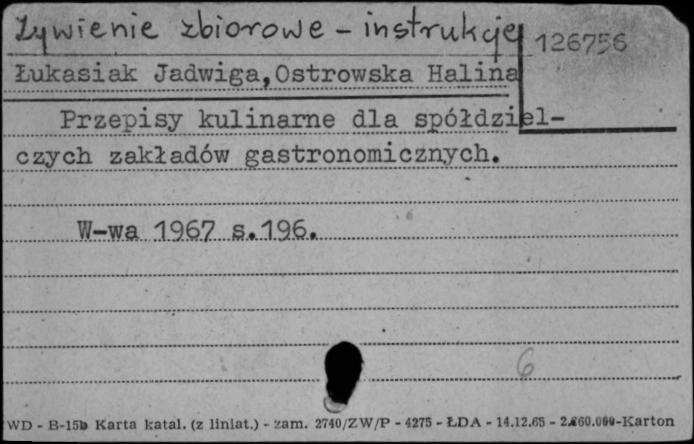 Żywienie zbiorowe - instrukcje
126756
Łukasiak Jadwiga,Ostrowska Halina
Przepisy kulinarne dla spółdziel-
czych zakładów gastronomicznych.
W-wa 1967 s.196.
6
WD - B-15b Karta katal. (z liniat.) - zam. 2740/ZW/P - 4275 - ŁDA - 14.12.65 - -Karton